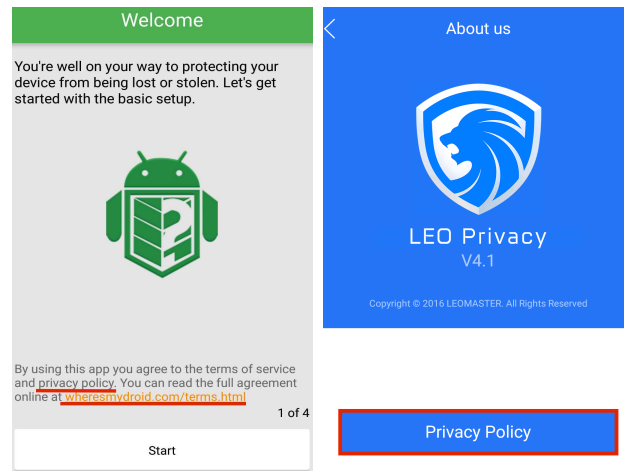 Welcome
You're well on your way to protecting your
device from being lost or stolen. Let's get
started with the basic setup.
?
By using this app you agree to the terms of service
and privacy policy. You can read the full agreement
online at wheresmydroid.com/terms.html
1 of 4
Start
About us
LEO Privacy
V4.1
Copyright © 2016 LEOMASTER. All Rights Reserved
Privacy Policy